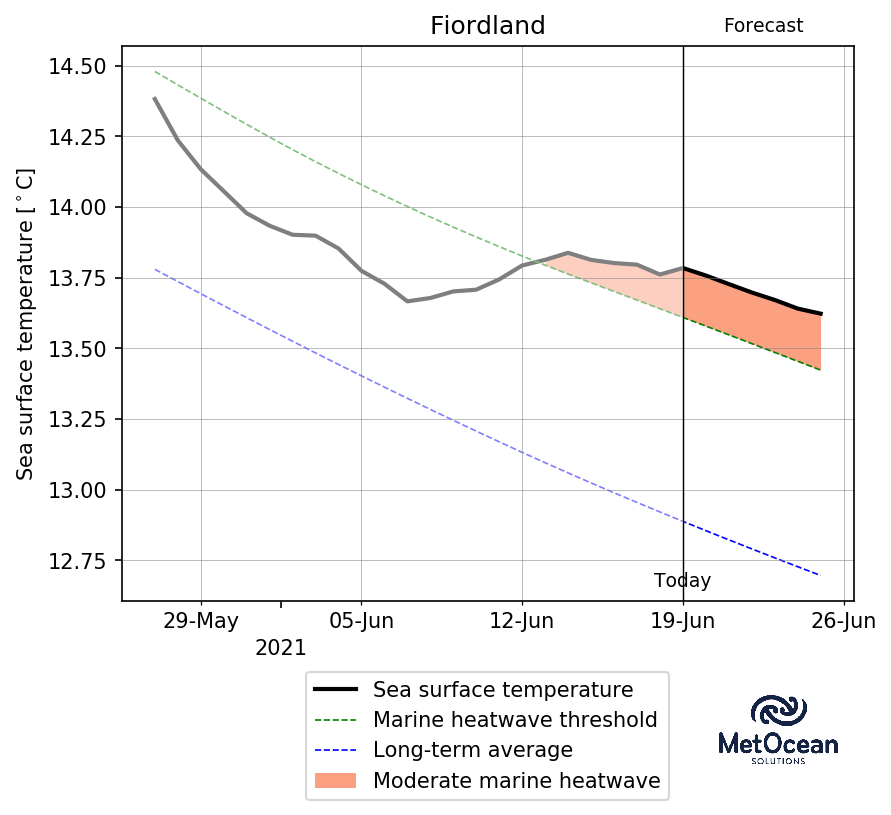 Fiordland
Forecast
Sea surface temperature [°C]
14.50
14.25
14.00
13.75
13.50
13.25
13.00
12.75
Today
29-May
05-Jun
12-Jun
19-Jun
26-Jun
2021
Sea surface temperature
Marine heatwave threshold
Long-term average
Moderate marine heatwave
MetOcean
SOLUTIONS